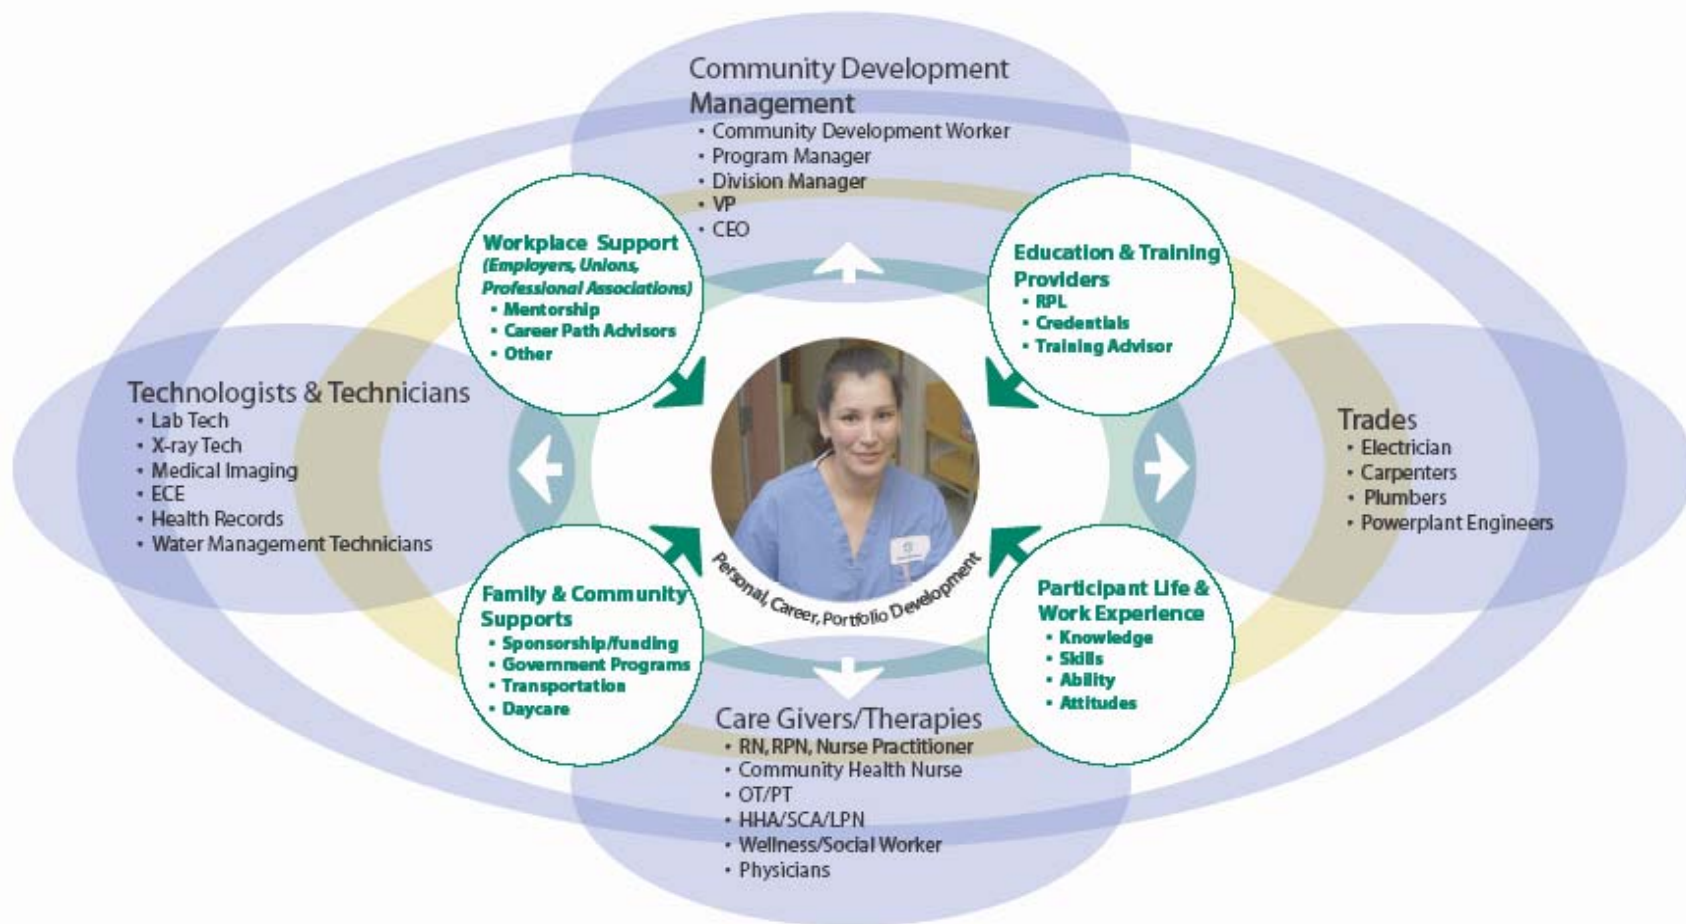 Community Development
Management
• Community Development Worker
• Program Manager
• Division Manager
• VP
• CEO
Workplace Support
(Employers, Unions,
Professional Associations)
• Mentorship
• Career Path Advisors
• Other
Education & Training
Providers
• RPL
• Credentials
• Training Advisor
Technologists & Technicians
• Lab Tech
• X-ray Tech
• Medical Imaging
• ECE
• Health Records
• Water Management Technicians
Trades
• Electrician
• Carpenters
• Plumbers
• Powerplant Engineers
Personal, Career, Portfolio Development
Family & Community
Supports
• Sponsorship/funding
• Government Programs
• Transportation
• Daycare
Participant Life &
Work Experience
• Knowledge
• Skills
• Ability
• Attitudes
Care Givers/Therapies
• RN, RPN, Nurse Practitioner
• Community Health Nurse
• OT/PT
• HHA/SCA/LPN
• Wellness/Social Worker
• Physicians